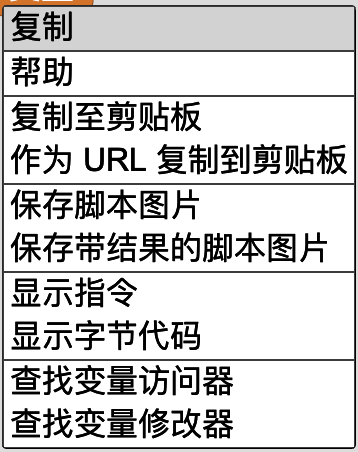 复制
帮助
复制至剪贴板
作为 URL 复制到剪贴板
保存脚本图片
保存带结果的脚本图片
显示指令
显示字节代码
查找变量访问器
查找变量修改器